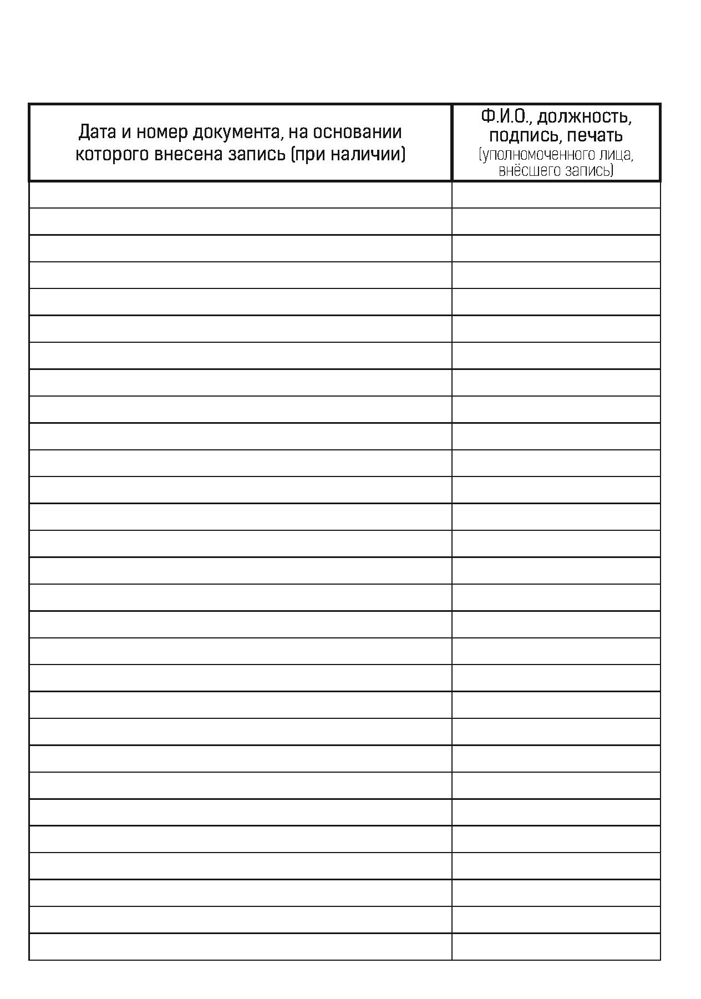 Дата и номер документа, на основании
которого внесена запись (при наличии)
Ф.И.О., должность,
подпись, печать
(уполномоченного лица,
внёсшего запись)